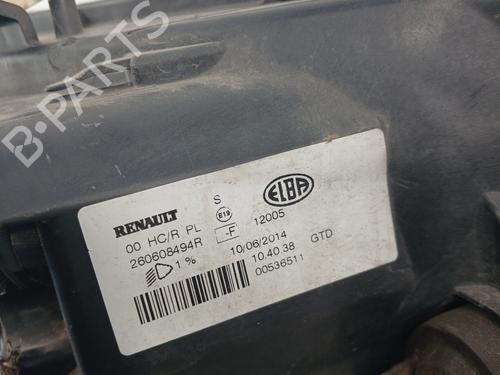 B-PARTS
RENAULT S ELBA
00 HC/R PL E19 12005
260608494R -F 10/06/2014
1 % 10.40.38 GTD
00536511